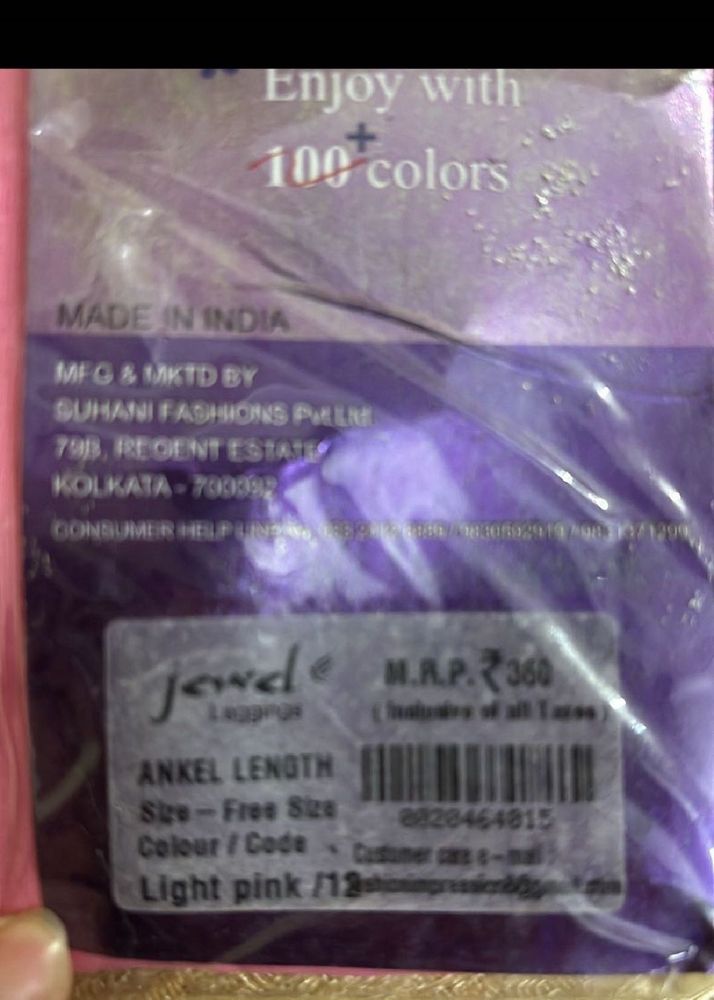 Enjoy with
+
100 colors
MADE IN INDIA
MFG & MKTD BY
SUHANI FASHIONS Pvt.Ltd.
79B, REGENT ESTATE
KOLKATA - 700092
CONSUMER HELP
jewel
Leggings
M.R.P. ₹ 360
(Inclusive of all Taxes)
ANKEL LENGTH
Size - Free Size
0020464815
Colour / Code
Customer care e-mail
Light pink /12